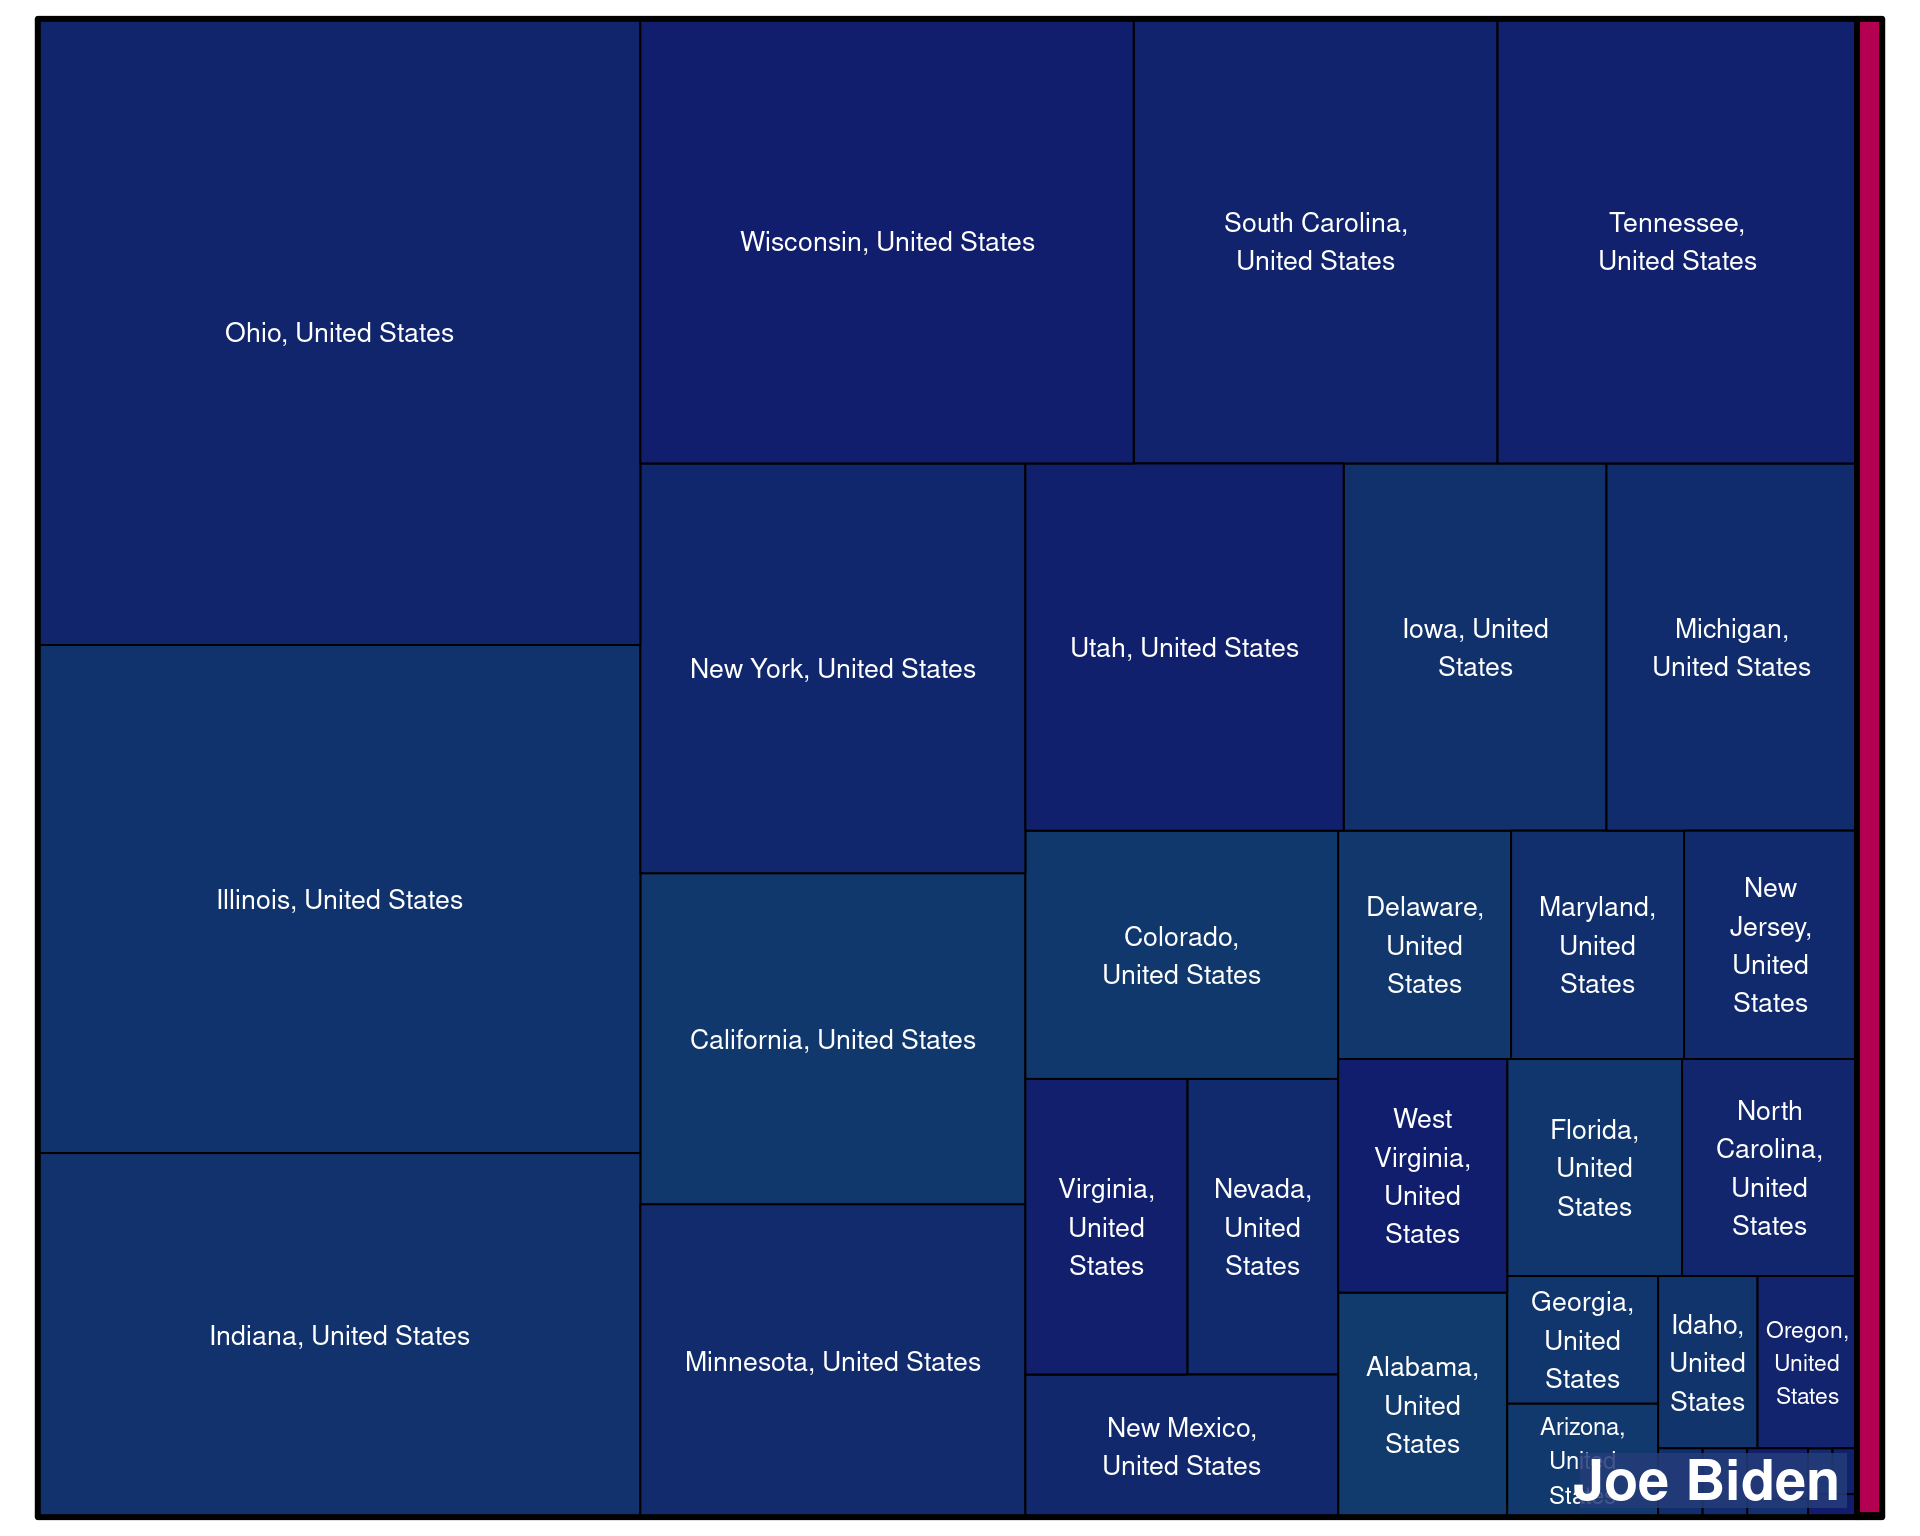 Ohio, United States
Illinois, United States
Indiana, United States
Wisconsin, United States
South Carolina,
United States
Tennessee,
United States
New York, United States
Utah, United States
Iowa, United
States
Michigan,
United States
California, United States
Minnesota, United States
Colorado,
United States
Delaware,
United
States
Maryland,
United
States
New
Jersey,
United
States
Virginia,
United
States
Nevada,
United
States
New Mexico,
United States
West
Virginia,
United
States
Florida,
United
States
North
Carolina,
United
States
Alabama,
United
States
Georgia,
United
States
Idaho,
United
States
Oregon,
United
States
Arizona,
United
States
Joe Biden